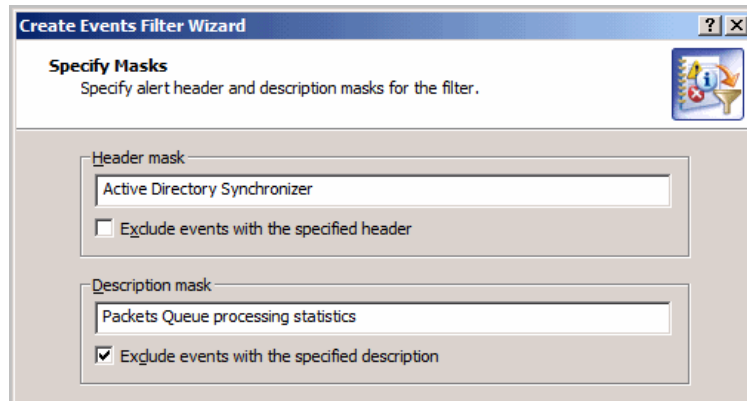 Create Events Filter Wizard
Specify Masks
Specify alert header and description masks for the filter.
Header mask
Active Directory Synchronizer
Exclude events with the specified header
Description mask
Packets Queue processing statistics
Exclude events with the specified description